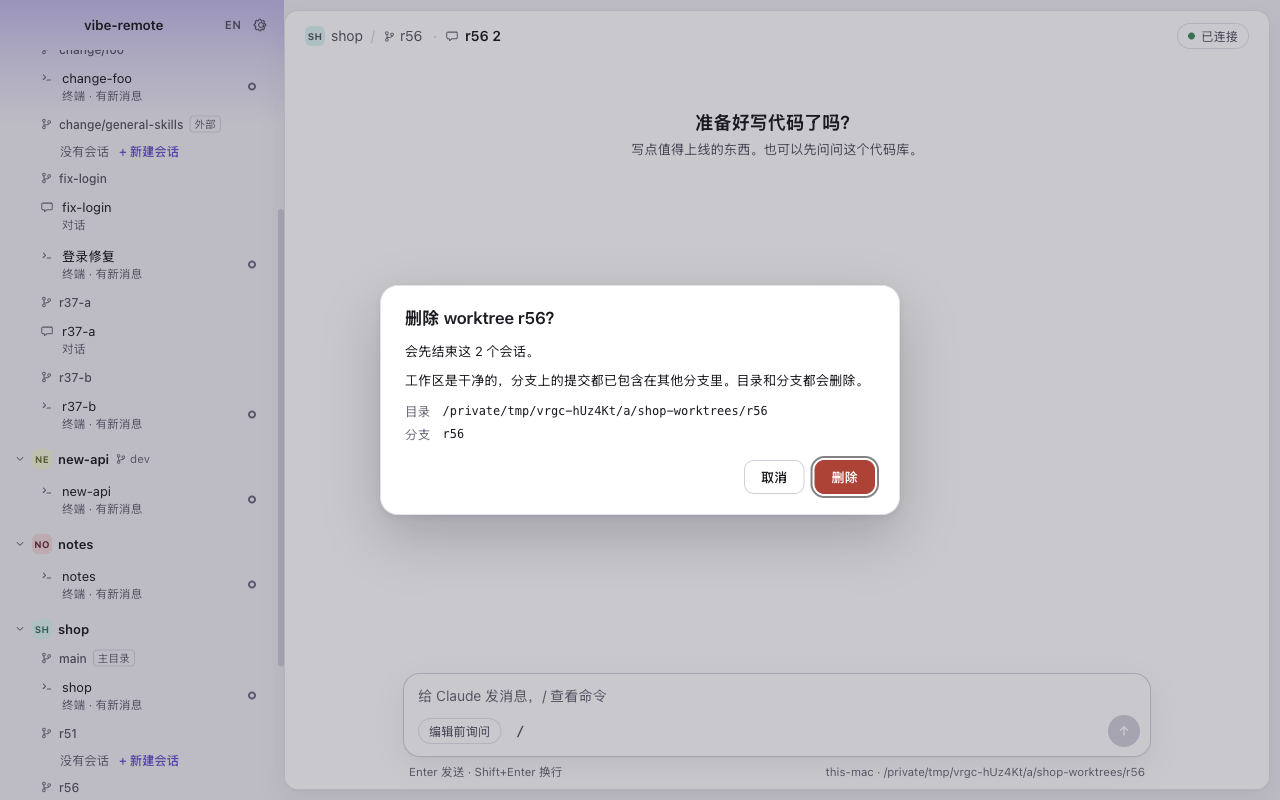 vibe-remote
EN
change/foo
change-foo
终端 · 有新消息
change/general-skills 外部
没有会话 + 新建会话
fix-login
fix-login
对话
登录修复
终端 · 有新消息
r37-a
r37-a
对话
r37-b
r37-b
终端 · 有新消息
NE new-api dev
new-api
终端 · 有新消息
NO notes
notes
终端 · 有新消息
SH shop
main 主目录
shop
终端 · 有新消息
r51
没有会话 + 新建会话
r56
SH shop / r56 · r56 2
已连接
准备好写代码了吗?
写点值得上线的东西。也可以先问问这个代码库。
删除 worktree r56?
会先结束这 2 个会话。
工作区是干净的，分支上的提交都已包含在其他分支里。目录和分支都会删除。
目录 /private/tmp/vrgc-hUz4Kt/a/shop-worktrees/r56
分支 r56
取消 删除
给 Claude 发消息，/ 查看命令
编辑前询问 /
Enter 发送 · Shift+Enter 换行
this-mac · /private/tmp/vrgc-hUz4Kt/a/shop-worktrees/r56